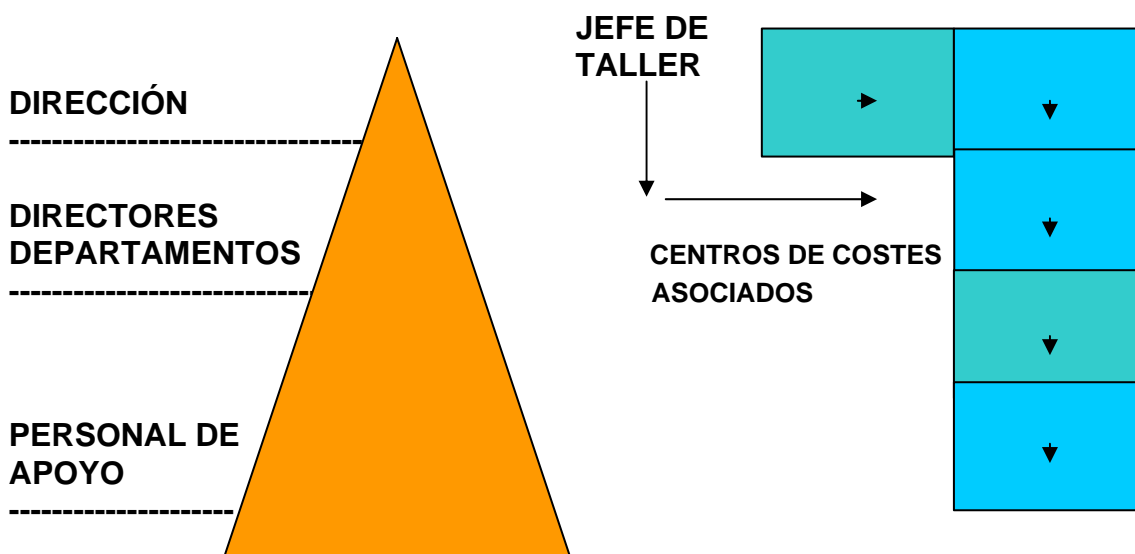 DIRECCIÓN
DIRECTORES
DEPARTAMENTOS
PERSONAL DE
APOYO
JEFE DE
TALLER
CENTROS DE COSTES
ASOCIADOS